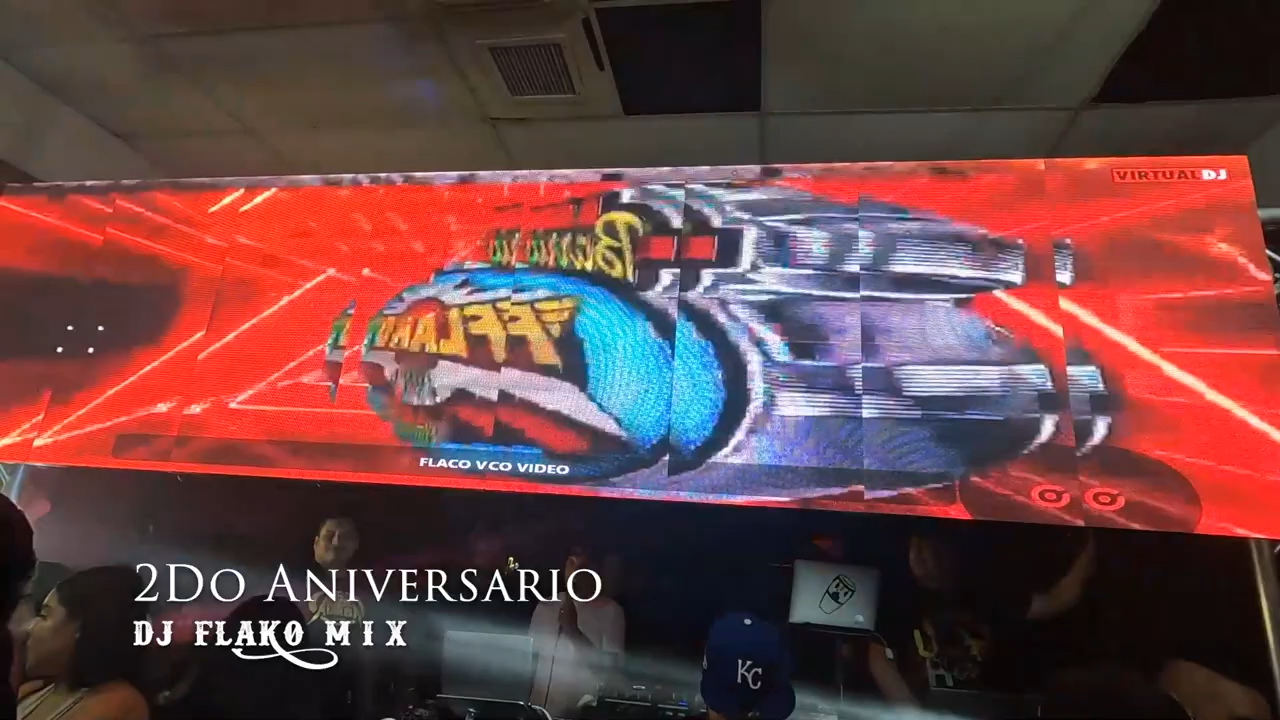 VIRTUALDJ
FLACO VCO VIDEO
2DO ANIVERSARIO
DJ FLAKO MIX
KC